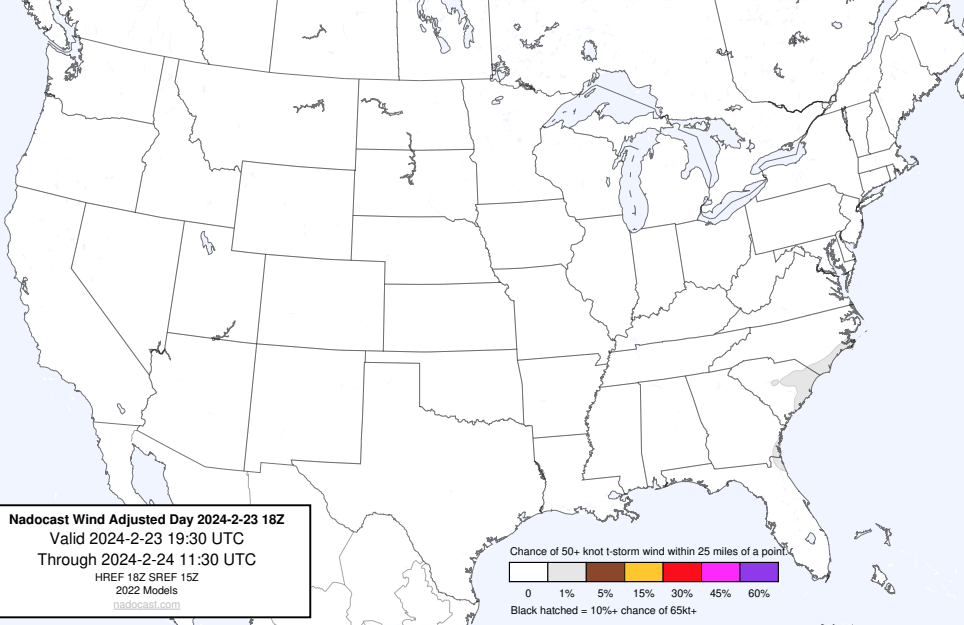 Nadocast Wind Adjusted Day 2024-2-23 18Z
Valid 2024-2-23 19:30 UTC
Through 2024-2-24 11:30 UTC
HREF 18Z SREF 15Z
2022 Models
nadocast.com
Chance of 50+ knot t-storm wind within 25 miles of a point.
0 1% 5% 15% 30% 45% 60%
Black hatched = 10%+ chance of 65kt+